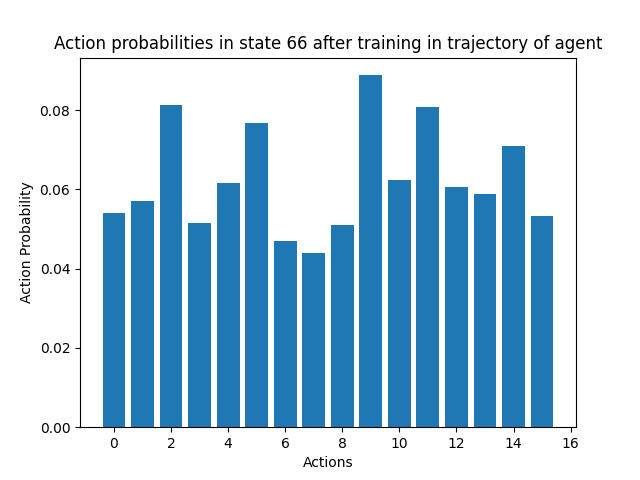 Action probabilities in state 66 after training in trajectory of agent
0.08
0.06
0.04
0.02
0.00
Action Probability
0 2 4 6 8 10 12 14 16
Actions